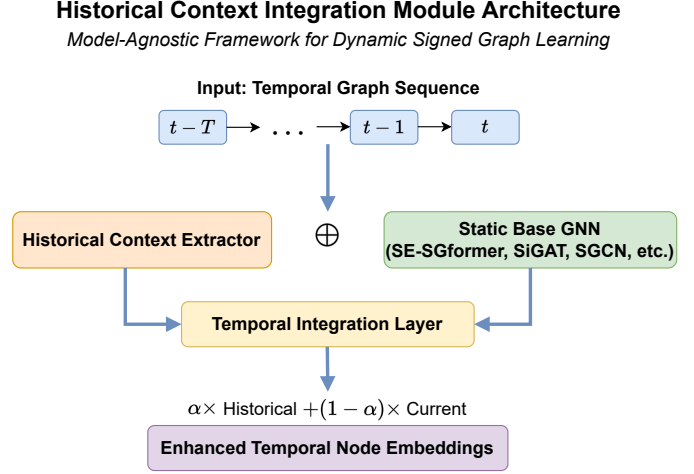 Historical Context Integration Module Architecture
Model-Agnostic Framework for Dynamic Signed Graph Learning
Input: Temporal Graph Sequence
t − T ... t − 1 t
⊕
Historical Context Extractor
Static Base GNN
(SE-SGformer, SiGAT, SGCN, etc.)
Temporal Integration Layer
α× Historical +(1 − α)× Current
Enhanced Temporal Node Embeddings